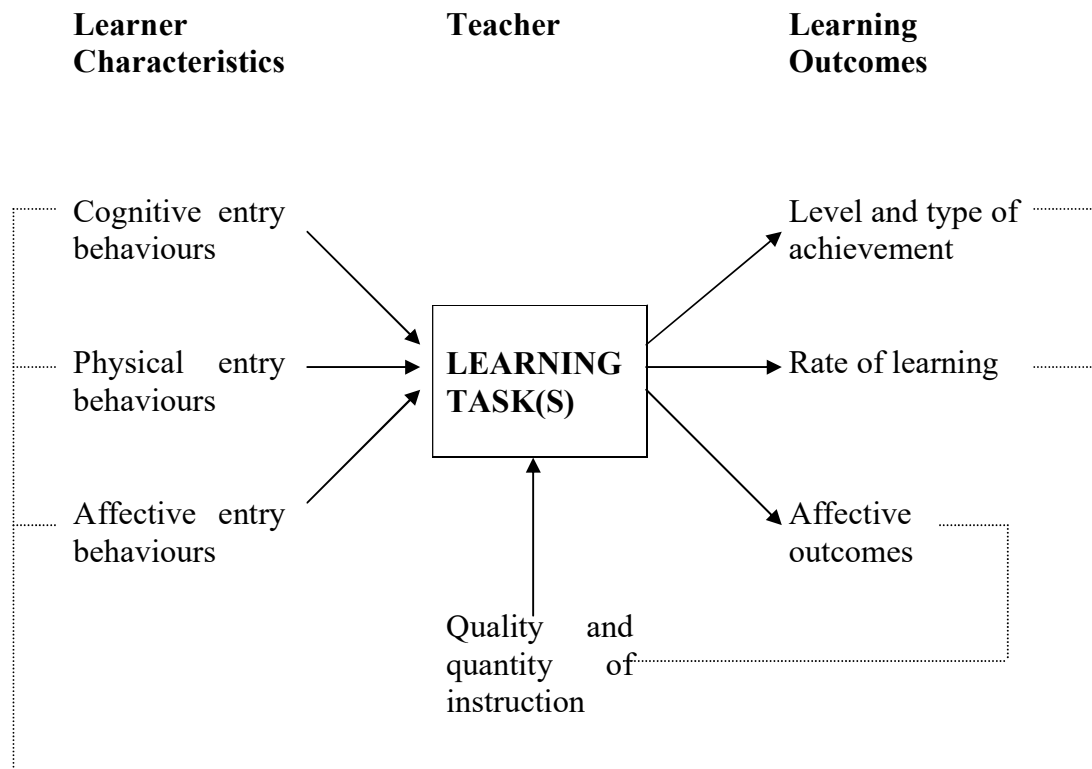 Learner
Characteristics
Teacher
Learning
Outcomes
Cognitive entry
behaviours
Physical entry
behaviours
Affective entry
behaviours
LEARNING
TASK(S)
Quality and
quantity of
instruction
Level and type of
achievement
Rate of learning
Affective
outcomes